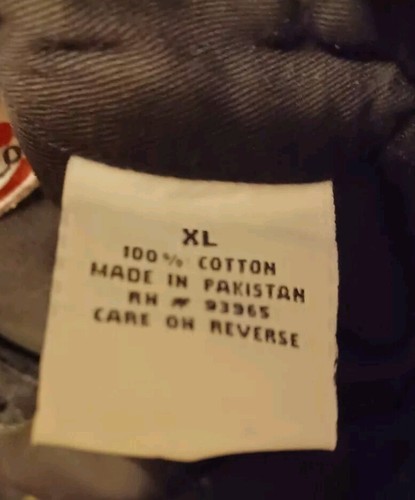 XL
100% COTTON
MADE IN PAKISTAN
RN # 93965
CARE ON REVERSE